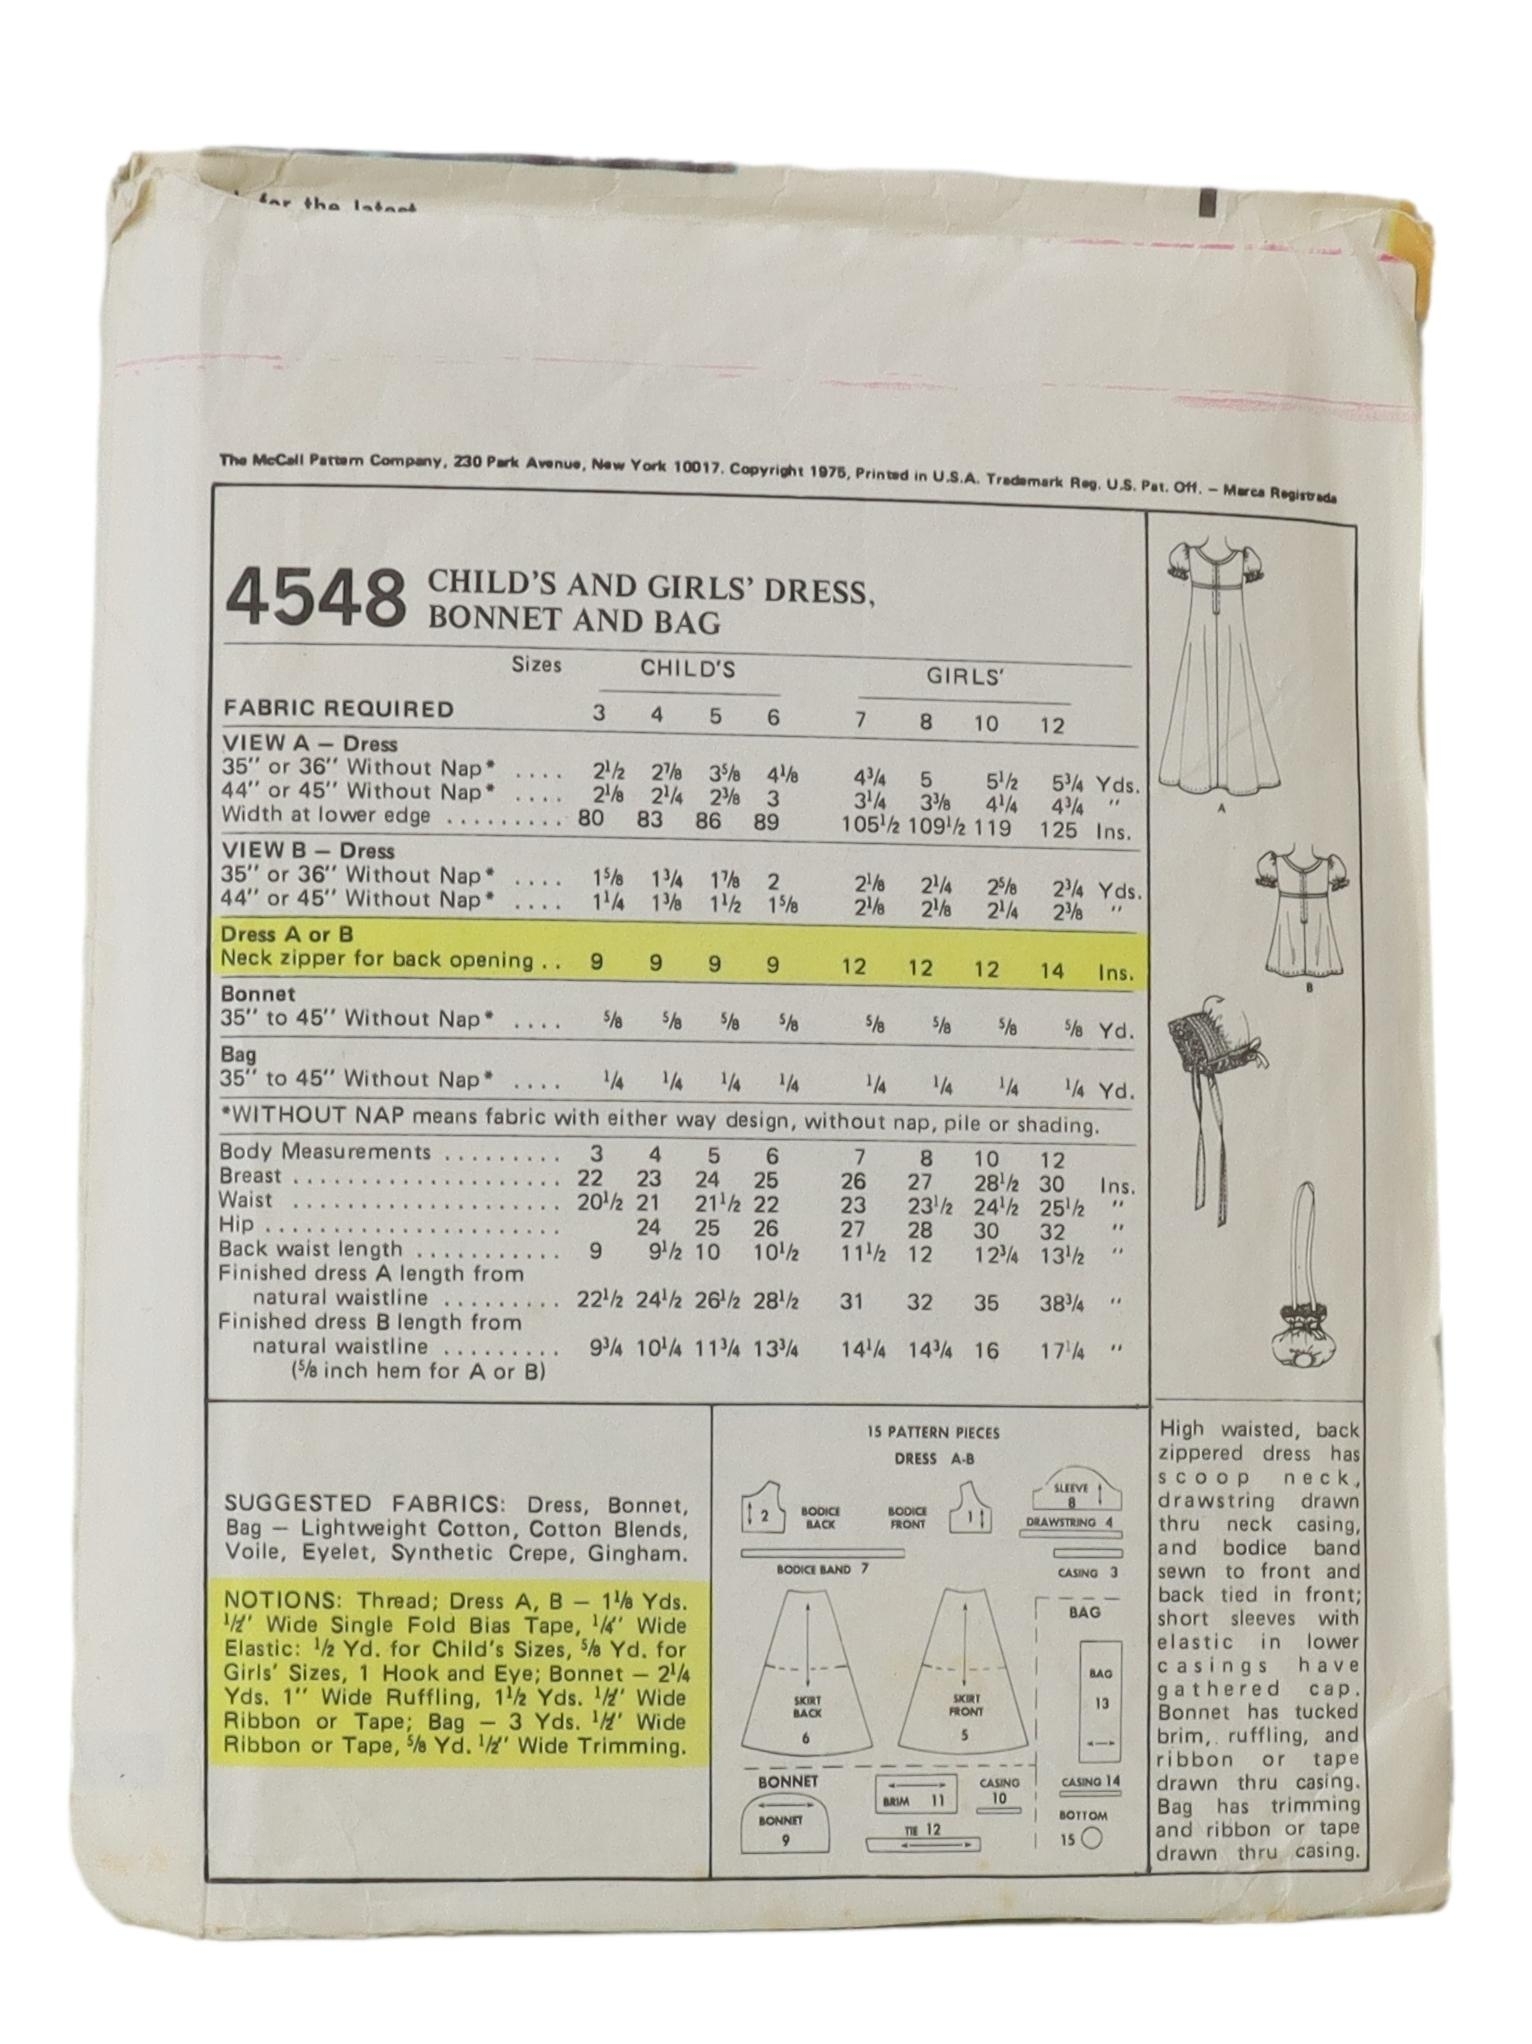 for the latest
The McCall Pattern Company, 230 Park Avenue, New York 10017. Copyright 1975, Printed in U.S.A. Trademark Reg. U.S. Pat. Off. – Marca Registrada
4548 CHILD'S AND GIRLS' DRESS,
BONNET AND BAG
Sizes CHILD'S GIRLS'
FABRIC REQUIRED 3 4 5 6 7 8 10 12
VIEW A – Dress
35" or 36" Without Nap* .... 2½ 2⅞ 3⅝ 4⅛ 4¾ 5 5½ 5¾ Yds.
44" or 45" Without Nap* .... 2⅛ 2¼ 2⅜ 3 3¼ 3⅜ 4¼ 4¾ "
Width at lower edge ......... 80 83 86 89 105½ 109½ 119 125 Ins.
VIEW B – Dress
35" or 36" Without Nap* .... 1⅝ 1¾ 1⅞ 2 2⅛ 2¼ 2⅝ 2¾ Yds.
44" or 45" Without Nap* .... 1¼ 1⅜ 1½ 1⅝ 2⅛ 2⅛ 2¼ 2⅜ "
Dress A or B
Neck zipper for back opening .. 9 9 9 9 12 12 12 14 Ins.
Bonnet
35" to 45" Without Nap* .... ⅝ ⅝ ⅝ ⅝ ⅝ ⅝ ⅝ ⅝ Yd.
Bag
35" to 45" Without Nap* .... ¼ ¼ ¼ ¼ ¼ ¼ ¼ ¼ Yd.
*WITHOUT NAP means fabric with either way design, without nap, pile or shading.
Body Measurements ......... 3 4 5 6 7 8 10 12
Breast ..................... 22 23 24 25 26 27 28½ 30 Ins.
Waist ..................... 20½ 21 21½ 22 23 23½ 24½ 25½ "
Hip ....................... 24 25 26 27 28 30 32 "
Back waist length ........... 9 9½ 10 10½ 11½ 12 12¾ 13½ "
Finished dress A length from
natural waistline ......... 22½ 24½ 26½ 28½ 31 32 35 38¾ "
Finished dress B length from
natural waistline ......... 9¾ 10¼ 11¾ 13¾ 14¼ 14¾ 16 17¼ "
(⅝ inch hem for A or B)
A
B
SUGGESTED FABRICS: Dress, Bonnet,
Bag – Lightweight Cotton, Cotton Blends,
Voile, Eyelet, Synthetic Crepe, Gingham.
NOTIONS: Thread; Dress A, B – 1⅛ Yds.
½" Wide Single Fold Bias Tape, ¼" Wide
Elastic: ½ Yd. for Child's Sizes, ⅝ Yd. for
Girls' Sizes, 1 Hook and Eye; Bonnet – 2¼
Yds. 1" Wide Ruffling, 1½ Yds. ½" Wide
Ribbon or Tape; Bag – 3 Yds. ½" Wide
Ribbon or Tape, ⅝ Yd. ½" Wide Trimming.
15 PATTERN PIECES
DRESS A-B
2 BODICE BACK
BODICE FRONT 1
SLEEVE 8
DRAWSTRING 4
BODICE BAND 7
CASING 3
SKIRT BACK 6
SKIRT FRONT 5
BAG
BAG 13
BONNET
BONNET 9
BRIM 11
CASING 10
TIE 12
CASING 14
BOTTOM
15
High waisted, back
zippered dress has
scoop neck,
drawstring drawn
thru neck casing,
and bodice band
sewn to front and
back tied in front;
short sleeves with
elastic in lower
casings have
gathered cap.
Bonnet has tucked
brim, ruffling, and
ribbon or tape
drawn thru casing.
Bag has trimming
and ribbon or tape
drawn thru casing.